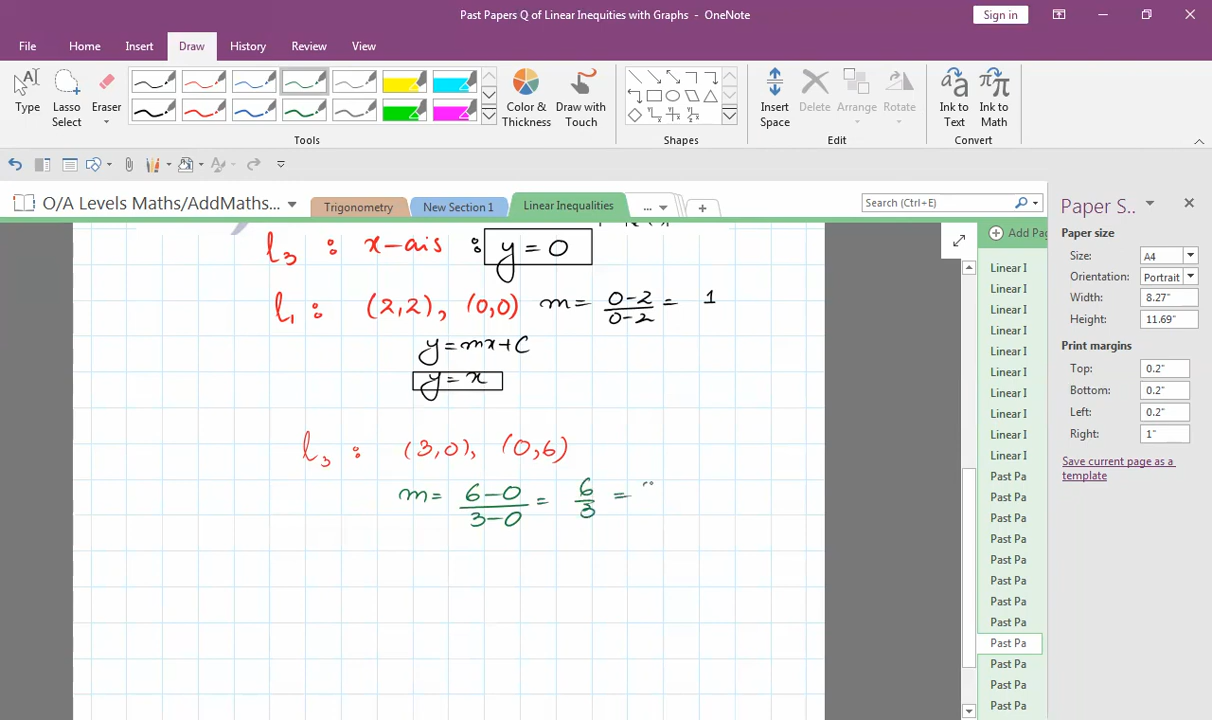 Past Papers Q of Linear Inequities with Graphs - OneNote
Sign in
File Home Insert Draw History Review View
Type
Lasso Select
Eraser
Color & Thickness
Draw with Touch
Insert Space
Delete
Arrange
Rotate
Ink to Text
Ink to Math
Tools
Shapes
Edit
Convert
O/A Levels Maths/AddMaths...
Trigonometry
New Section 1
Linear Inequalities
...
Search (Ctrl+E)
l₃ : x-ais : y = 0
l₁ : (2,2), (0,0) m = (0-2)/(0-2) = 1
y = mx + C
y = x
l₃ : (3,0), (0,6)
m = (6-0)/(3-0) = 6/3 =
Add Pag
Linear I
Linear I
Linear I
Linear I
Linear I
Linear I
Linear I
Linear I
Linear I
Linear I
Past Pa
Past Pa
Past Pa
Past Pa
Past Pa
Past Pa
Past Pa
Past Pa
Past Pa
Past Pa
Past Pa
Past Pa
Paper S...
Paper size
Size: A4
Orientation: Portrait
Width: 8.27"
Height: 11.69"
Print margins
Top: 0.2"
Bottom: 0.2"
Left: 0.2"
Right: 1"
Save current page as a
template